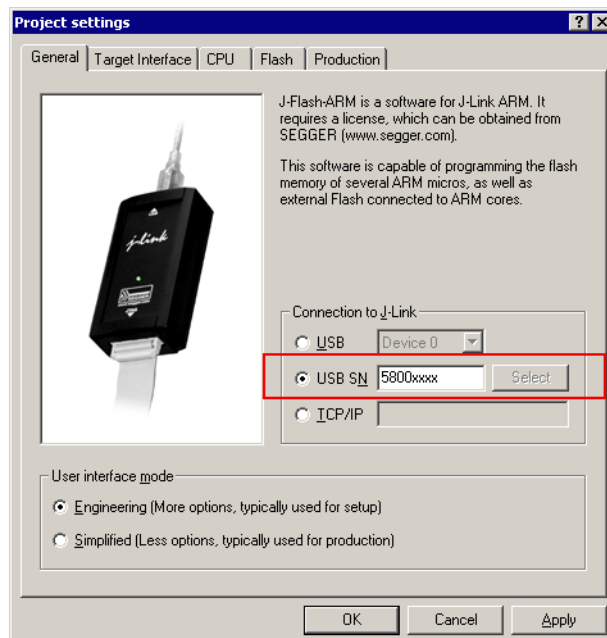 Project settings
General
Target Interface
CPU
Flash
Production
J-Flash-ARM is a software for J-Link ARM. It
requires a license, which can be obtained from
SEGGER (www.segger.com).
This software is capable of programming the flash
memory of several ARM micros, as well as
external Flash connected to ARM cores.
j-link
Connection to J-Link
USB
Device 0
USB SN
5800xxxx
Select
TCP/IP
User interface mode
Engineering (More options, typically used for setup)
Simplified (Less options, typically used for production)
OK
Cancel
Apply